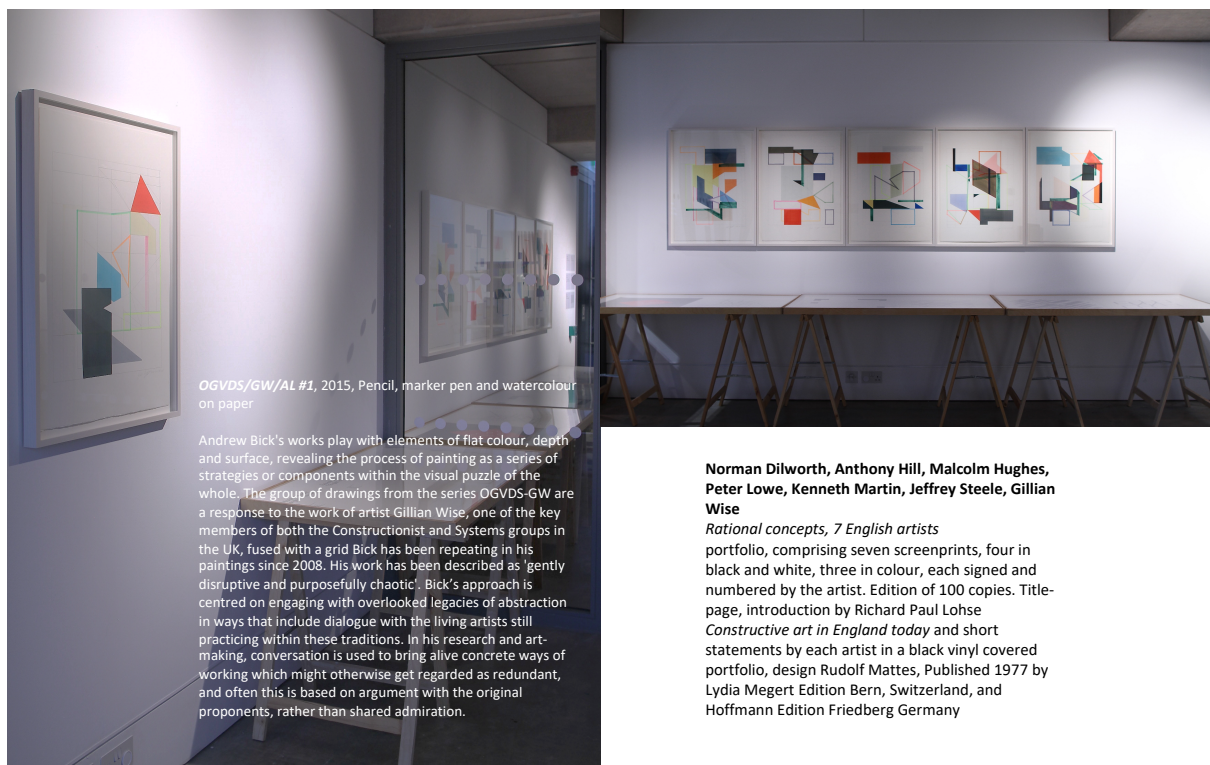 OGVDS/GW/AL #1, 2015, Pencil, marker pen and watercolour
on paper
Andrew Bick's works play with elements of flat colour, depth
and surface, revealing the process of painting as a series of
strategies or components within the visual puzzle of the
whole. The group of drawings from the series OGVDS-GW are
a response to the work of artist Gillian Wise, one of the key
members of both the Constructionist and Systems groups in
the UK, fused with a grid Bick has been repeating in his
paintings since 2008. His work has been described as 'gently
disruptive and purposefully chaotic'. Bick’s approach is
centred on engaging with overlooked legacies of abstraction
in ways that include dialogue with the living artists still
practicing within these traditions. In his research and art-
making, conversation is used to bring alive concrete ways of
working which might otherwise get regarded as redundant,
and often this is based on argument with the original
proponents, rather than shared admiration.
Norman Dilworth, Anthony Hill, Malcolm Hughes,
Peter Lowe, Kenneth Martin, Jeffrey Steele, Gillian
Wise
Rational concepts, 7 English artists
portfolio, comprising seven screenprints, four in
black and white, three in colour, each signed and
numbered by the artist. Edition of 100 copies. Title-
page, introduction by Richard Paul Lohse
Constructive art in England today and short
statements by each artist in a black vinyl covered
portfolio, design Rudolf Mattes, Published 1977 by
Lydia Megert Edition Bern, Switzerland, and
Hoffmann Edition Friedberg Germany